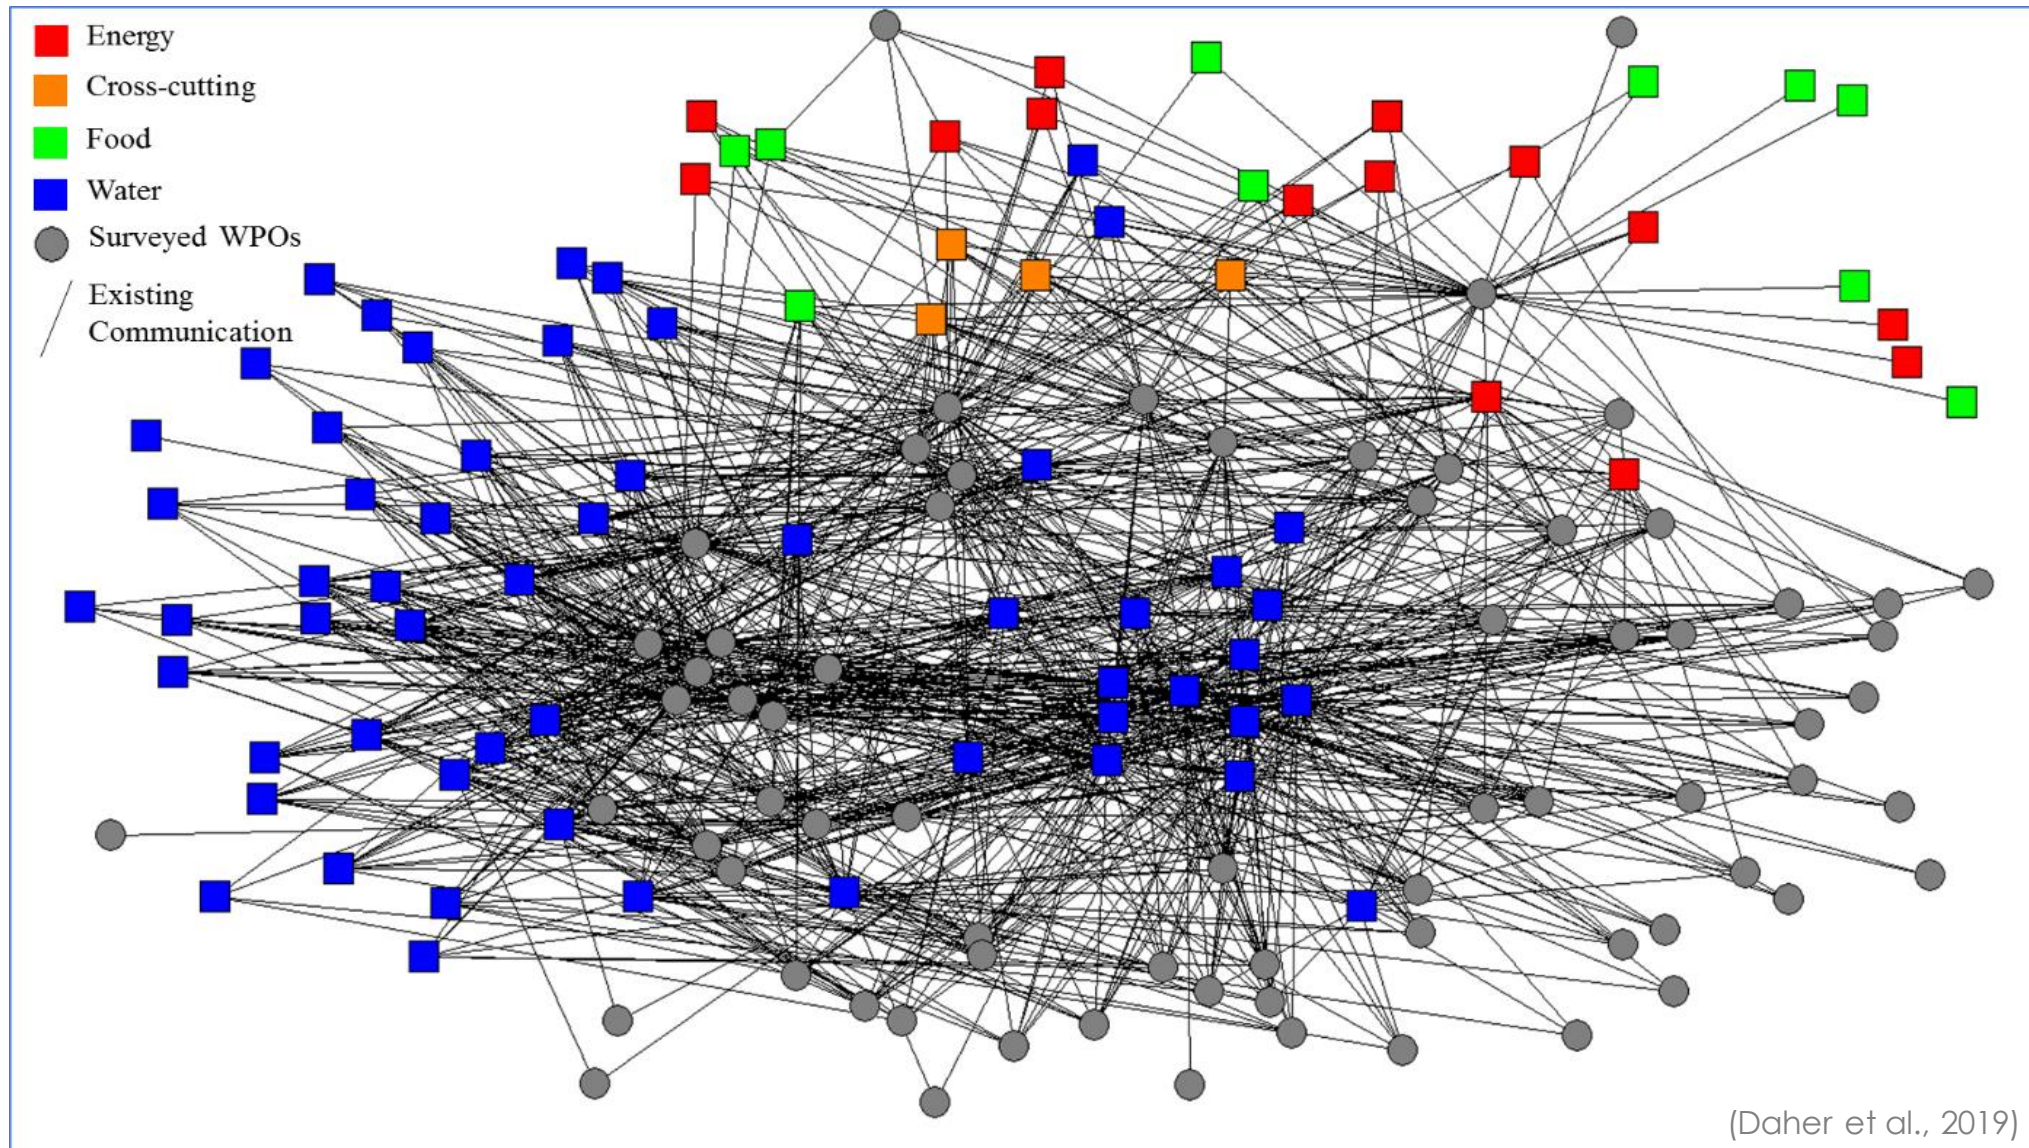 Energy
Cross-cutting
Food
Water
Surveyed WPOs
Existing
Communication
(Daher et al., 2019)